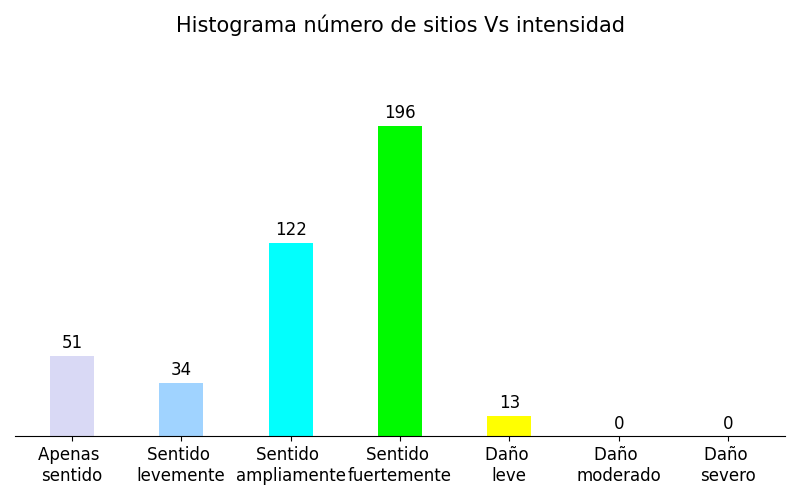 Histograma número de sitios Vs intensidad
196
122
51
34
13
0
0
Apenas
sentido
Sentido
levemente
Sentido
ampliamente
Sentido
fuertemente
Daño
leve
Daño
moderado
Daño
severo